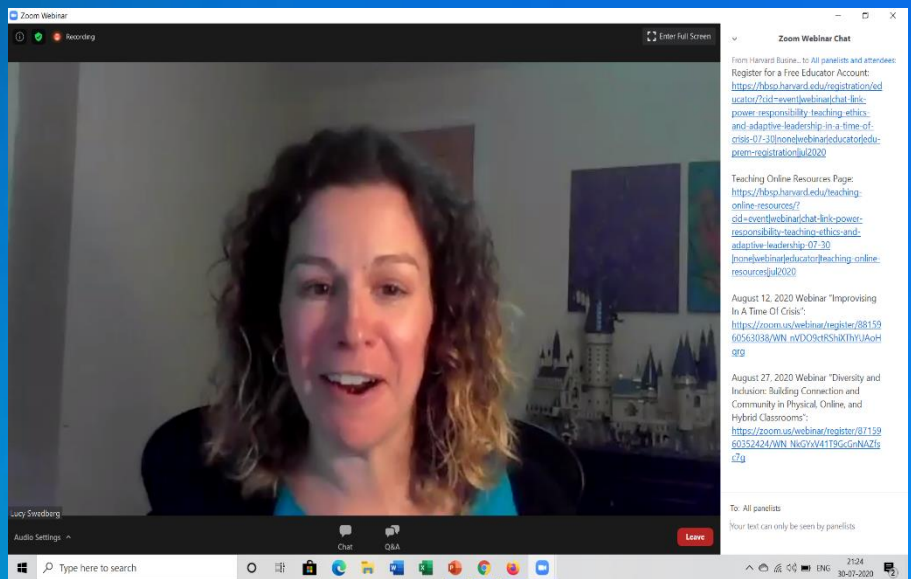 Zoom Webinar
Recording
Enter Full Screen
Zoom Webinar Chat
From Harvard Busine... to All panelists and attendees:
Register for a Free Educator Account:
https://hbsp.harvard.edu/registration/ed
ucator/?cid=event|webinar|chat-link-
power-responsibility-teaching-ethics-
and-adaptive-leadership-in-a-time-of-
crisis-07-30|none|webinar|educator|edu-
prem-registration|jul2020
Teaching Online Resources Page:
https://hbsp.harvard.edu/teaching-
online-resources/?
cid=event|webinar|chat-link-power-
responsibility-teaching-ethics-and-
adaptive-leadership-07-30
|none|webinar|educator|teaching-online-
resources|jul2020
August 12, 2020 Webinar "Improvising
In A Time Of Crisis":
https://zoom.us/webinar/register/88159
60563038/WN_nVDO9ctRShiXThYUAoH
qrg
August 27, 2020 Webinar "Diversity and
Inclusion: Building Connection and
Community in Physical, Online, and
Hybrid Classrooms":
https://zoom.us/webinar/register/87159
60352424/WN_NkGYxV41T9GcGnNAZfs
c7g
Lucy Swedberg
To: All panelists
Your text can only be seen by panelists
Audio Settings
Chat
Q&A
Leave
Type here to search
ENG
21:24
30-07-2020
2